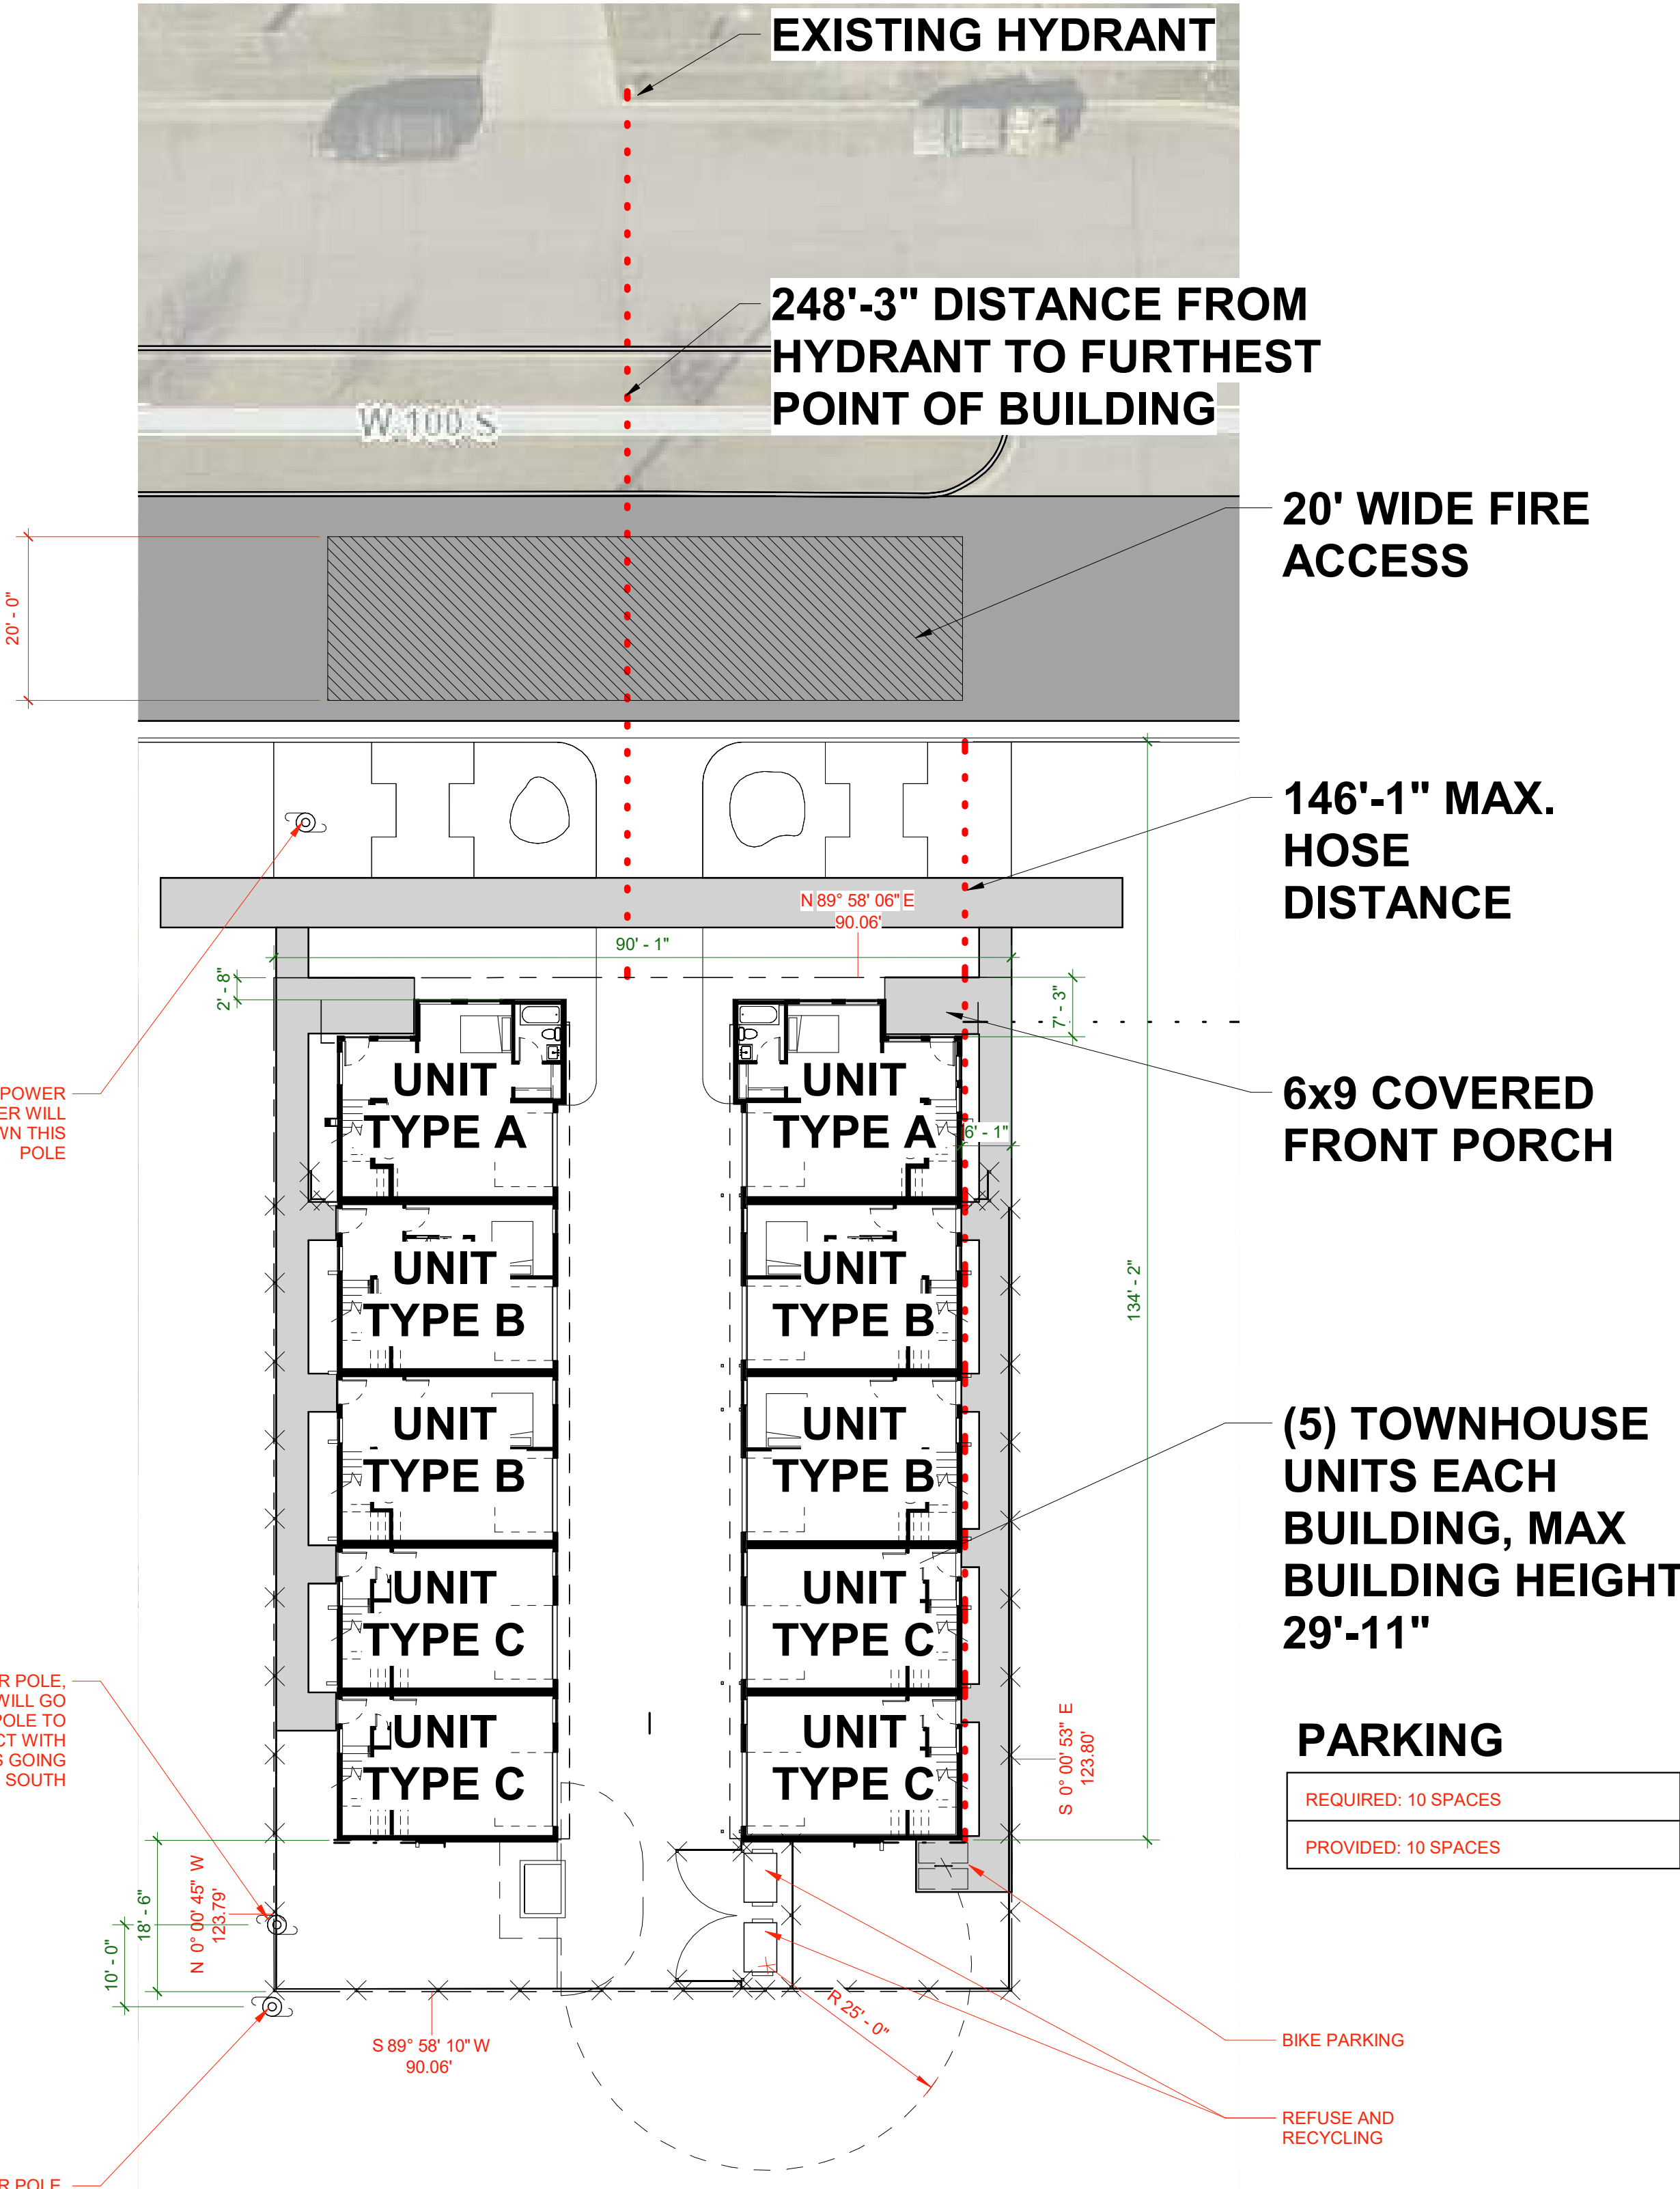 EXISTING HYDRANT
248'-3" DISTANCE FROM
HYDRANT TO FURTHEST
POINT OF BUILDING
W 100 S
20' WIDE FIRE
ACCESS
20' - 0"
146'-1" MAX.
HOSE
DISTANCE
N 89° 58' 06" E
90.06'
90' - 1"
2' - 8"
7' - 3"
POWER
ER WILL
WN THIS
POLE
6x9 COVERED
FRONT PORCH
6' - 1"
UNIT
TYPE A
UNIT
TYPE A
UNIT
TYPE B
UNIT
TYPE B
134' - 2"
UNIT
TYPE B
UNIT
TYPE B
(5) TOWNHOUSE
UNITS EACH
BUILDING, MAX
BUILDING HEIGHT
29'-11"
UNIT
TYPE C
UNIT
TYPE C
UNIT
TYPE C
UNIT
TYPE C
R POLE,
WILL GO
POLE TO
CT WITH
S GOING
SOUTH
S 0° 00' 53" E
123.80'
PARKING
REQUIRED: 10 SPACES
PROVIDED: 10 SPACES
N 0° 00' 45" W
123.79'
18' - 6"
10' - 0"
R 25' - 0"
S 89° 58' 10" W
90.06'
BIKE PARKING
REFUSE AND
RECYCLING
R POLE